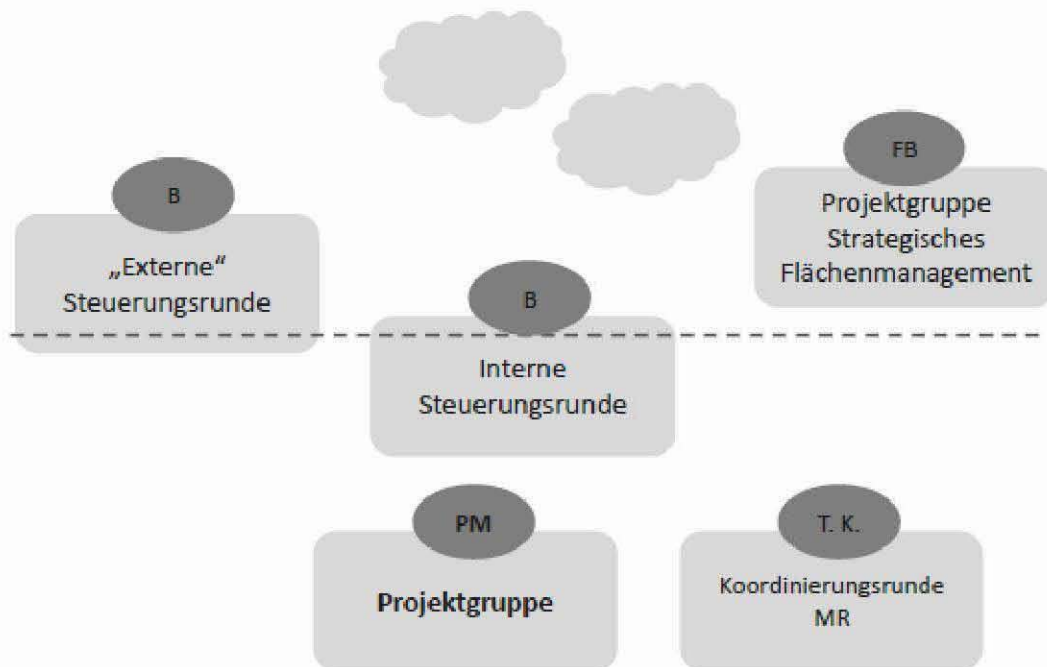 B
„Externe“
Steuerungsrunde
B
Interne
Steuerungsrunde
FB
Projektgruppe
Strategisches
Flächenmanagement
PM
Projektgruppe
T. K.
Koordinierungsrunde
MR